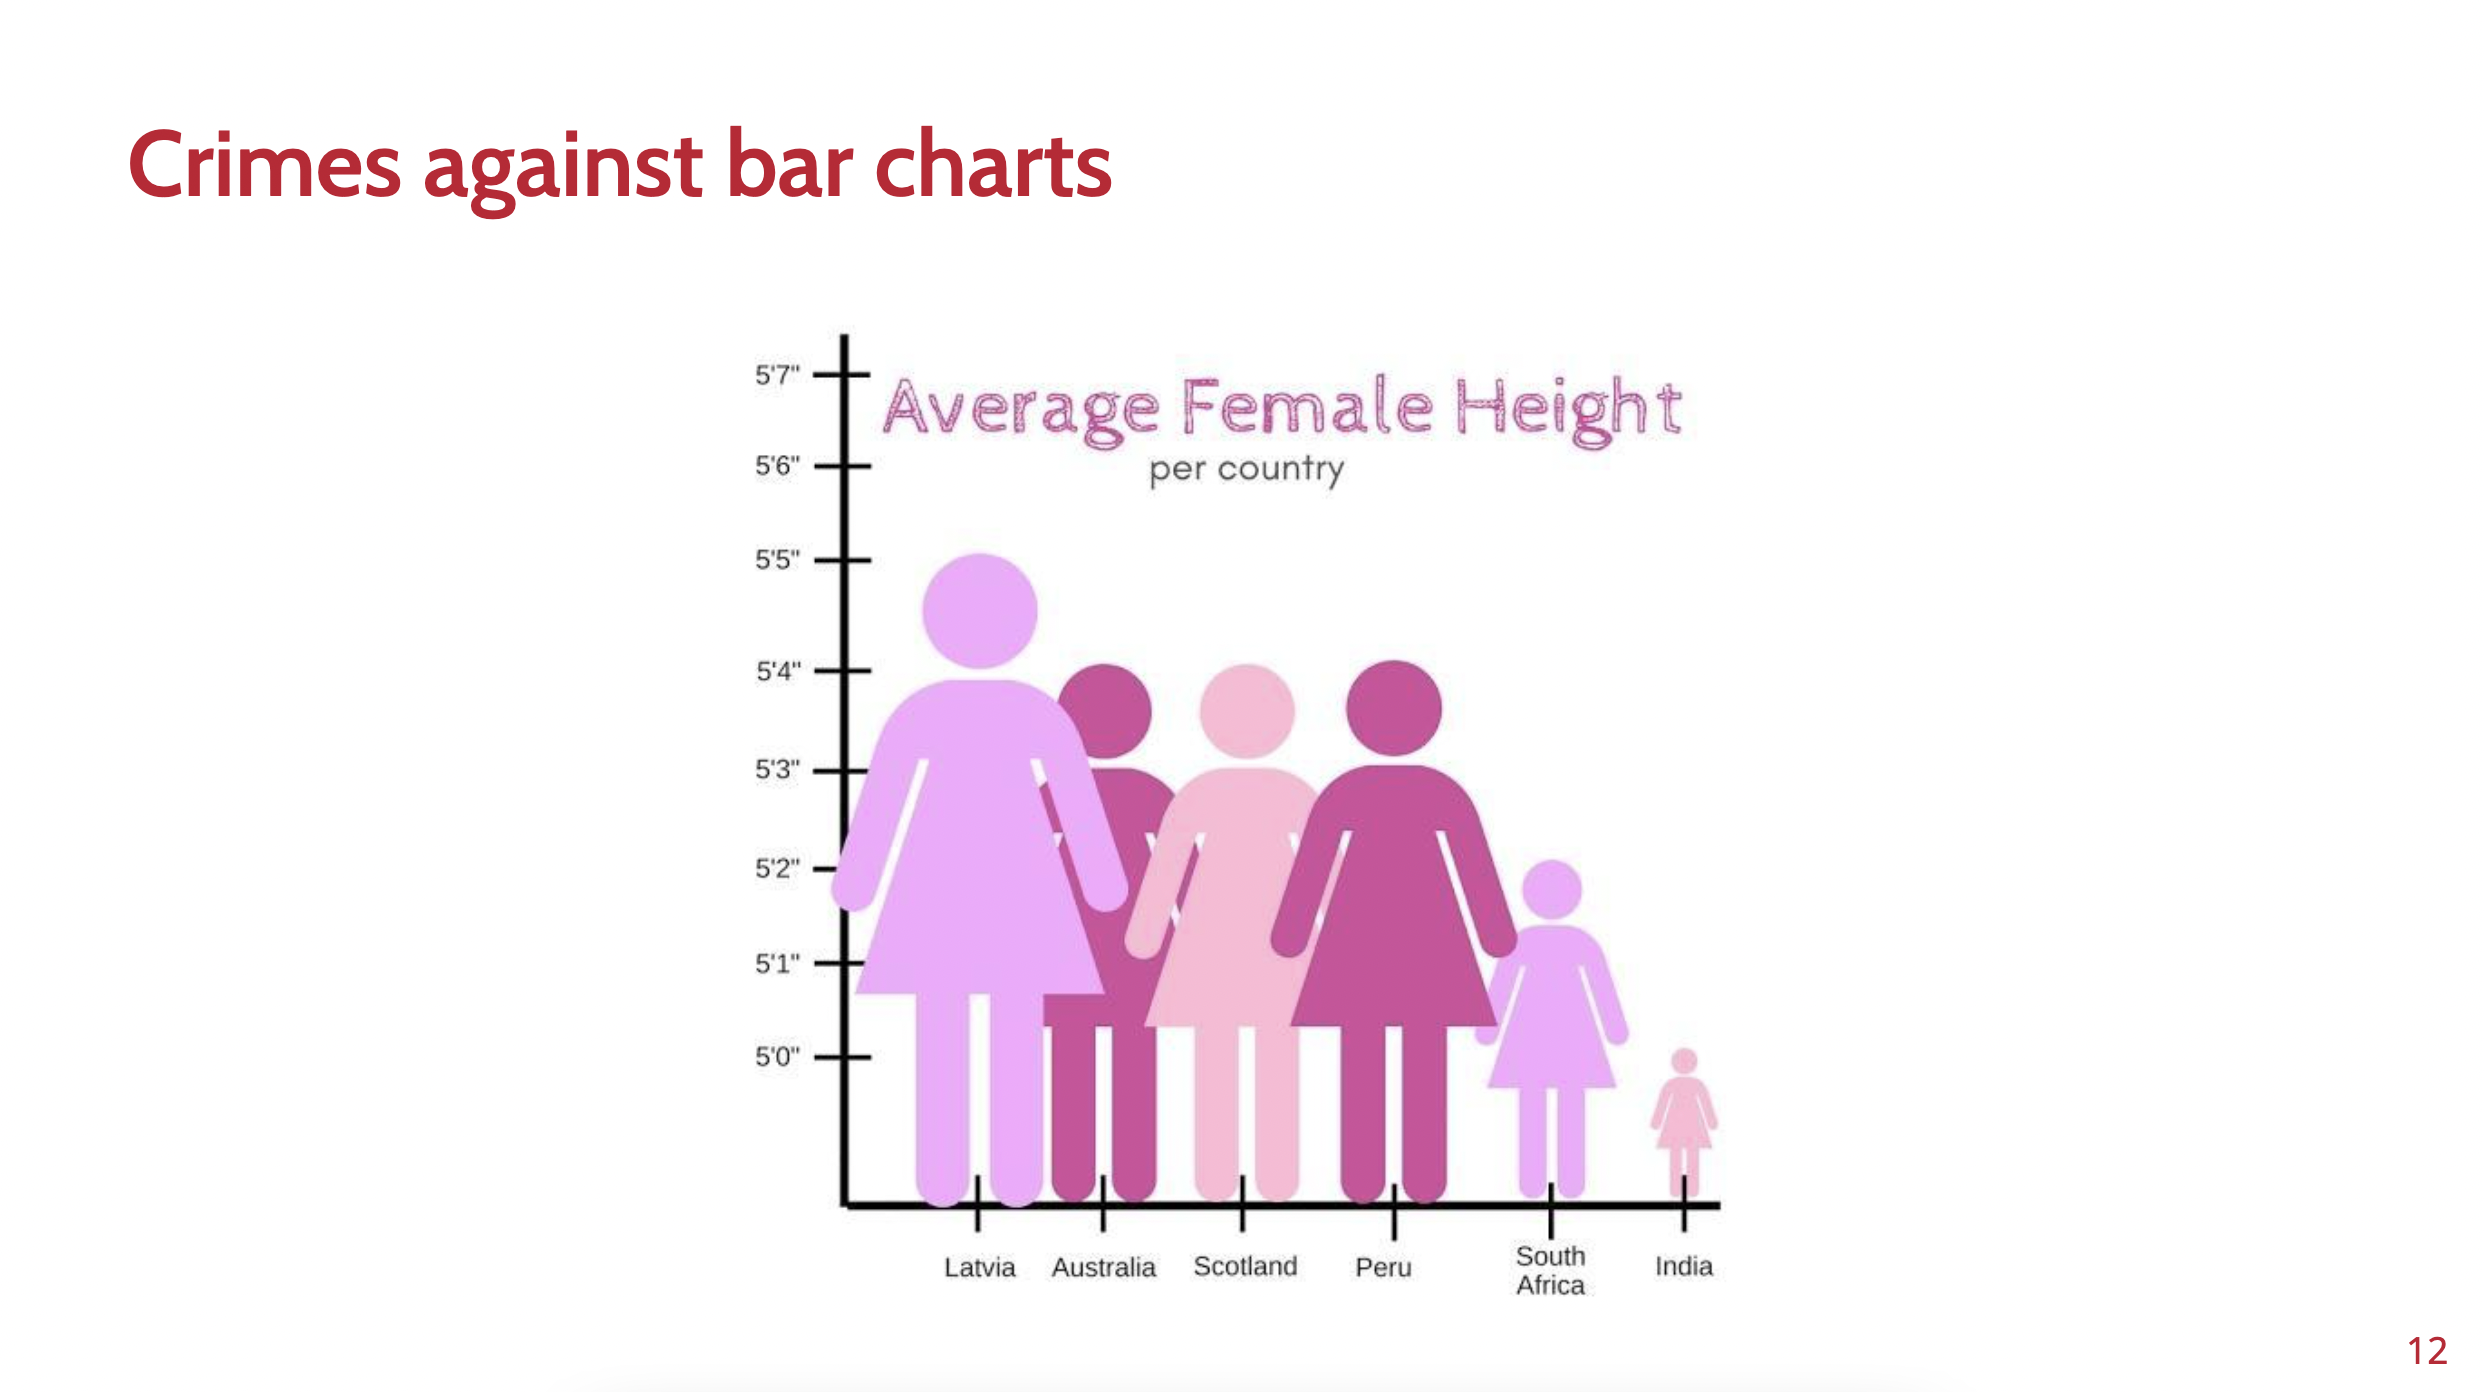 Crimes against bar charts
Average Female Height
per country
5'7"
5'6"
5'5"
5'4"
5'3"
5'2"
5'1"
5'0"
Latvia
Australia
Scotland
Peru
South
Africa
India
12